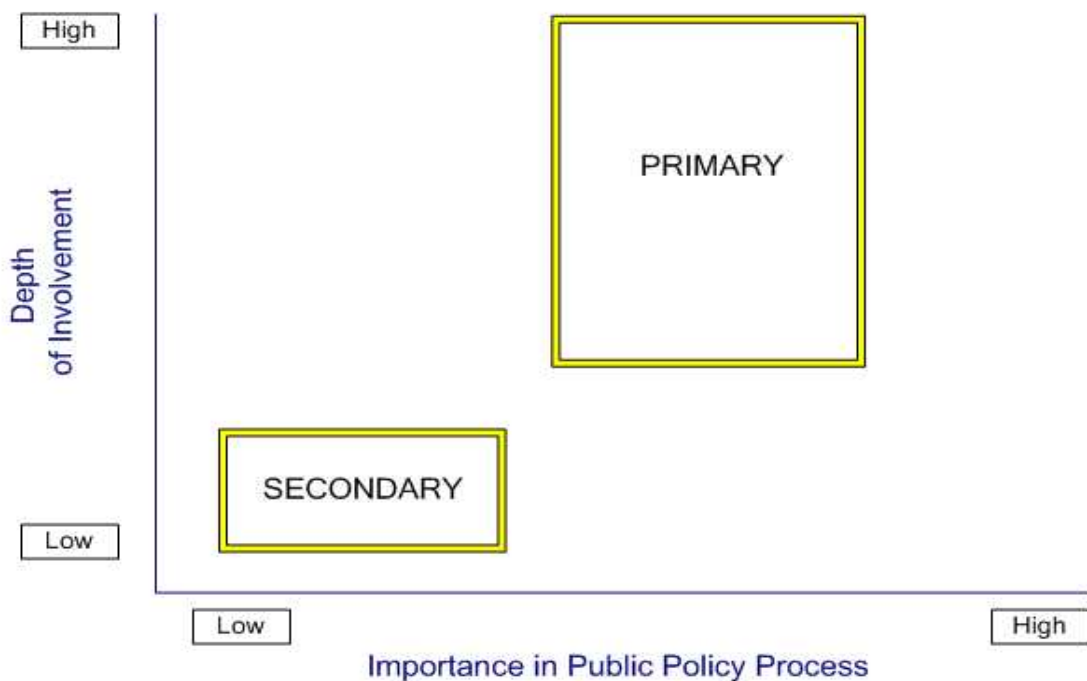 High
PRIMARY
Depth
of Involvement
SECONDARY
Low
Low
High
Importance in Public Policy Process